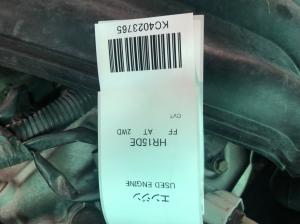 エンジン
USED ENGINE
HR15DE
FF AT 2WD
CVT
KC4023765